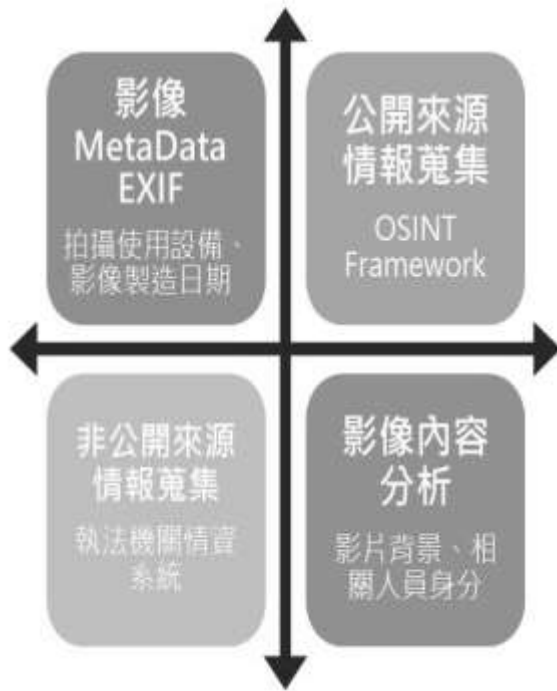 影像
MetaData
EXIF
拍攝使用設備、
影像製造日期
公開來源
情報蒐集
OSINT
Framework
非公開來源
情報蒐集
執法機關情資
系統
影像內容
分析
影片背景、相
關人員身分